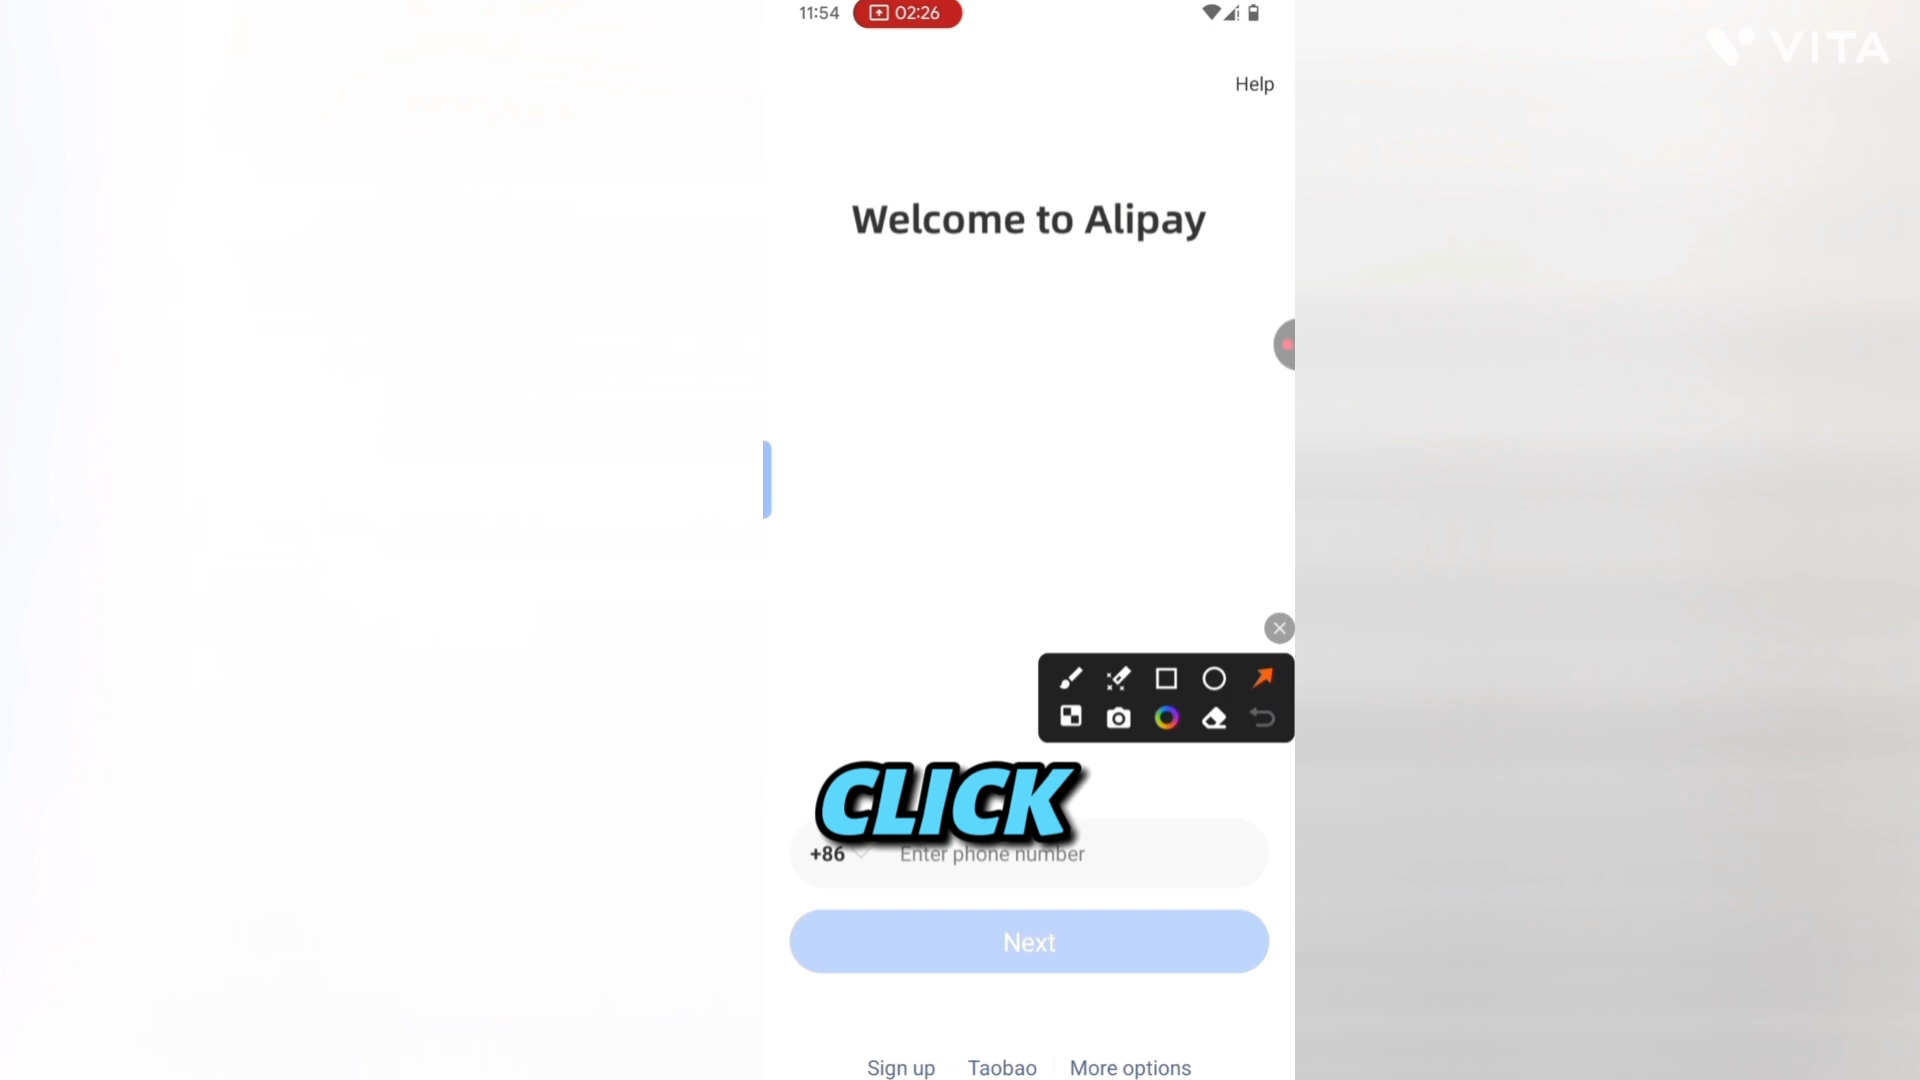 11:54 02:26
VITA
Help
Welcome to Alipay
CLICK
+86 Enter phone number
Next
Sign up Taobao More options